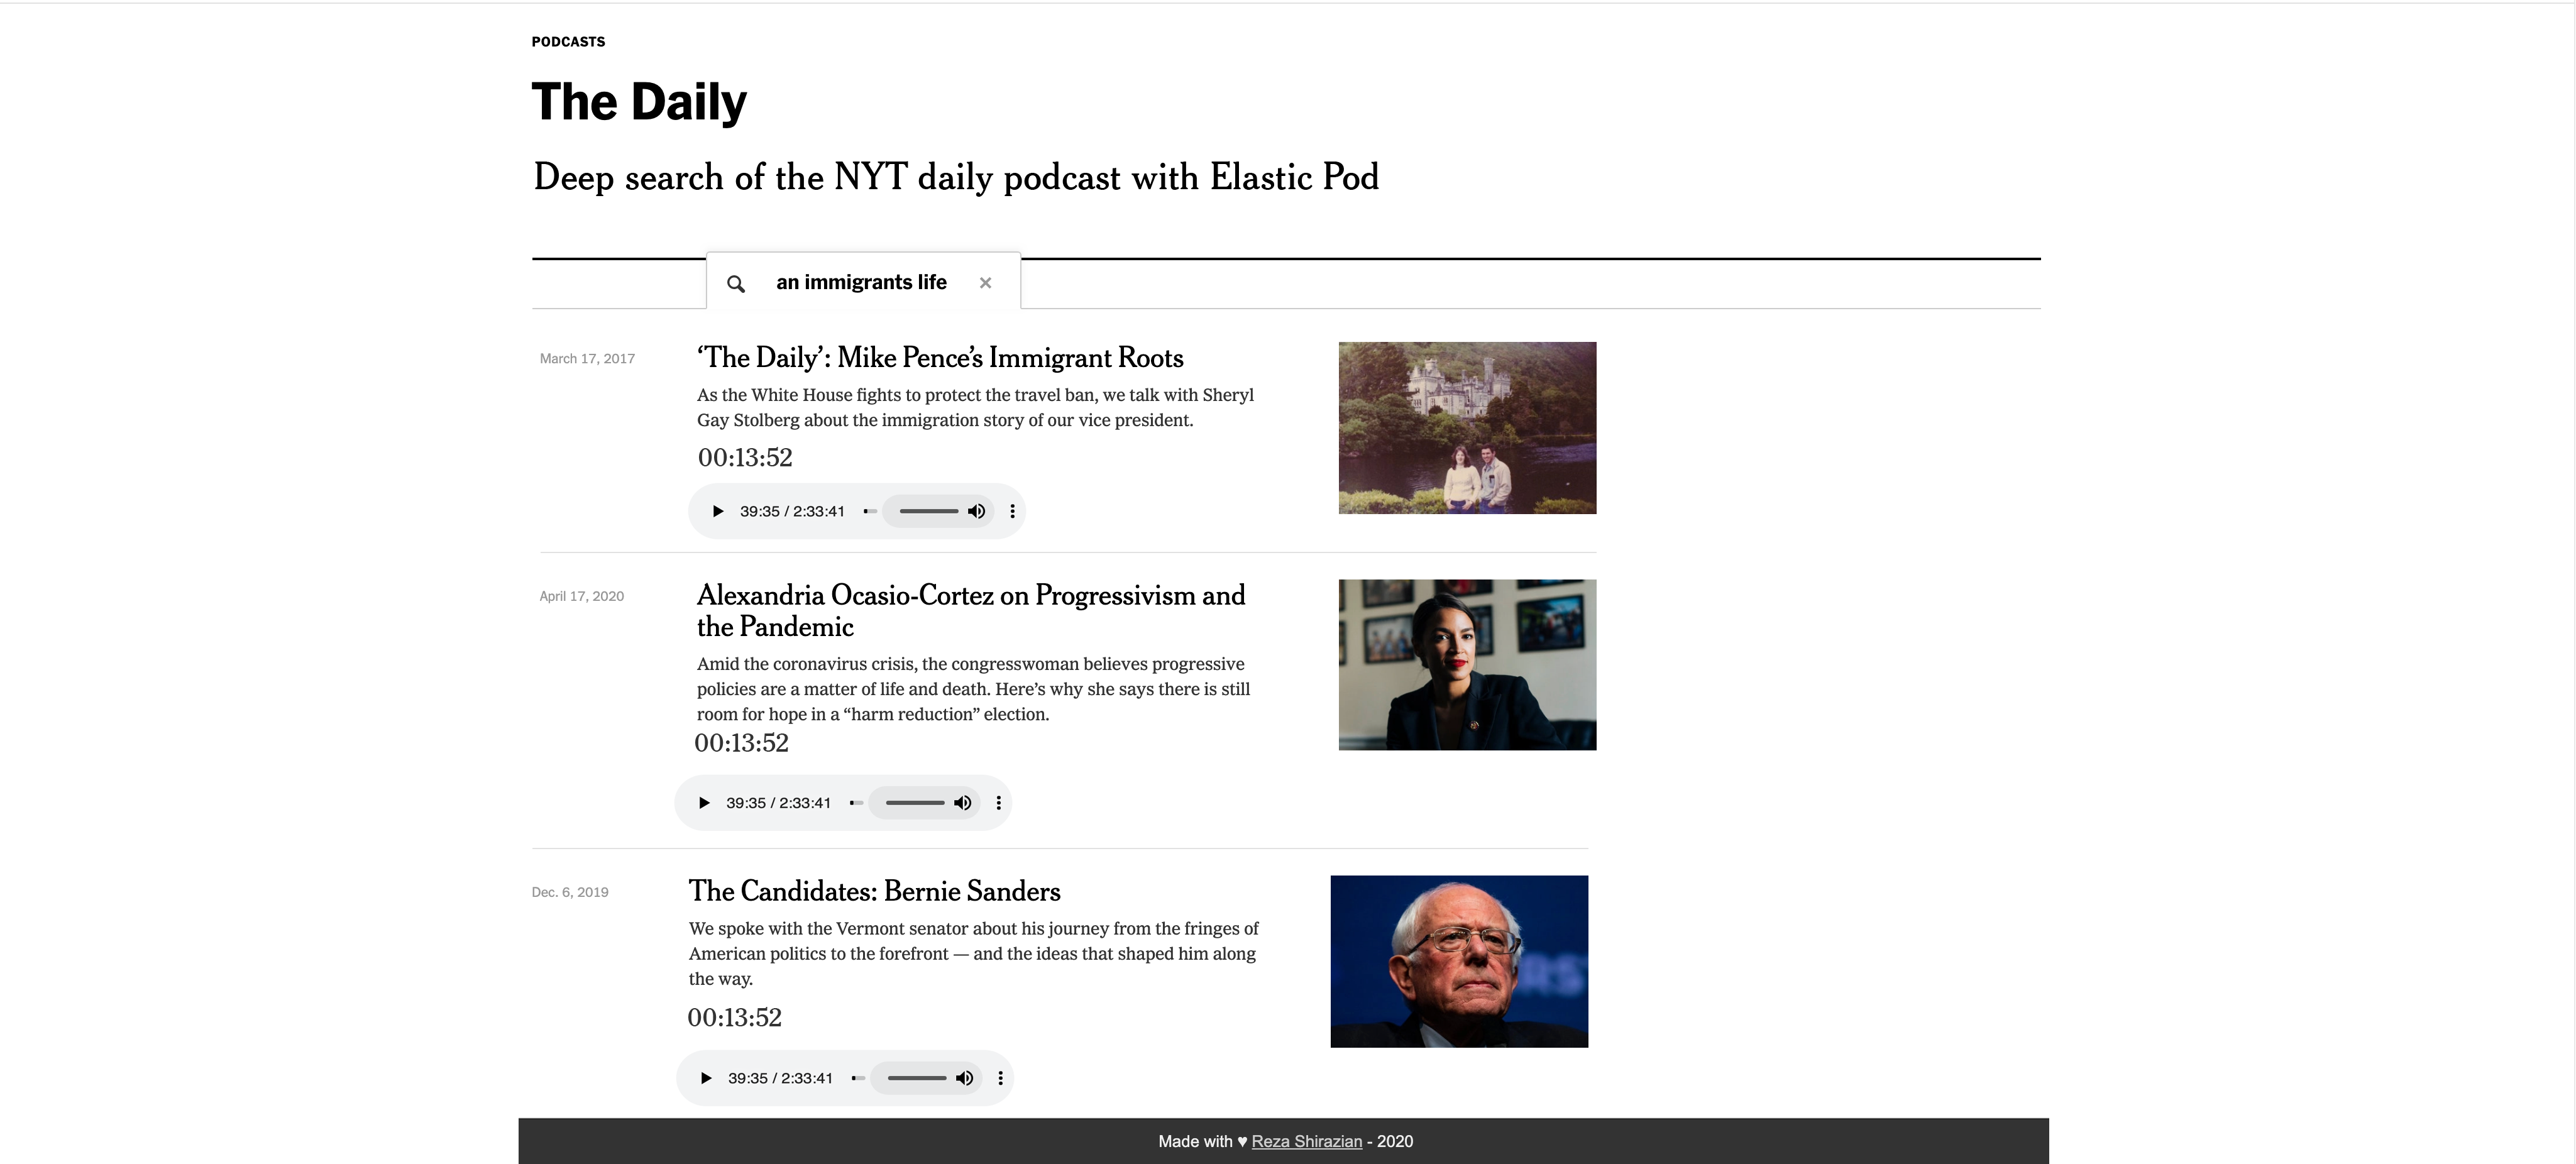 PODCASTS
The Daily
Deep search of the NYT daily podcast with Elastic Pod
an immigrants life ×
March 17, 2017
‘The Daily’: Mike Pence’s Immigrant Roots
As the White House fights to protect the travel ban, we talk with Sheryl
Gay Stolberg about the immigration story of our vice president.
00:13:52
39:35 / 2:33:41
April 17, 2020
Alexandria Ocasio-Cortez on Progressivism and
the Pandemic
Amid the coronavirus crisis, the congresswoman believes progressive
policies are a matter of life and death. Here’s why she says there is still
room for hope in a “harm reduction” election.
00:13:52
39:35 / 2:33:41
Dec. 6, 2019
The Candidates: Bernie Sanders
We spoke with the Vermont senator about his journey from the fringes of
American politics to the forefront — and the ideas that shaped him along
the way.
00:13:52
RS
39:35 / 2:33:41
Made with ♥ Reza Shirazian - 2020